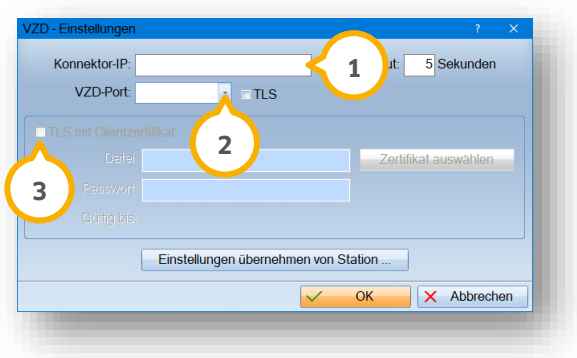 VZD - Einstellungen ? ×
Konnektor-IP: 1 ut: 5 Sekunden
VZD-Port: TLS
2
TLS mit Clientzertifikat
Datei: Zertifikat auswählen
3
Passwort:
Gültig bis:
Einstellungen übernehmen von Station ...
OK Abbrechen